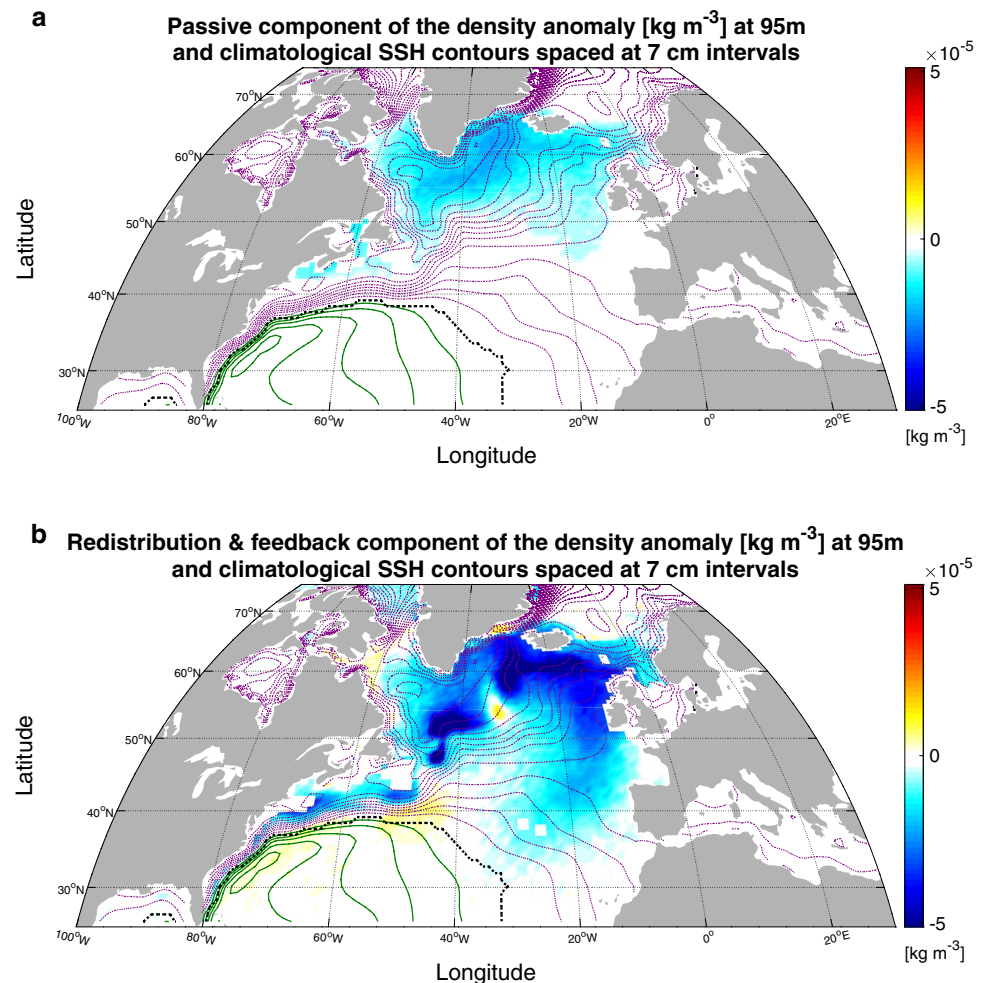 a
Passive component of the density anomaly [kg m⁻³] at 95m
and climatological SSH contours spaced at 7 cm intervals
×10⁻⁵
5
0
-5
[kg m⁻³]
70°N
60°N
50°N
40°N
30°N
Latitude
100°W 80°W 60°W 40°W 20°W 0° 20°E
Longitude
b
Redistribution & feedback component of the density anomaly [kg m⁻³] at 95m
and climatological SSH contours spaced at 7 cm intervals
×10⁻⁵
5
0
-5
[kg m⁻³]
70°N
60°N
50°N
40°N
30°N
Latitude
100°W 80°W 60°W 40°W 20°W 0° 20°E
Longitude